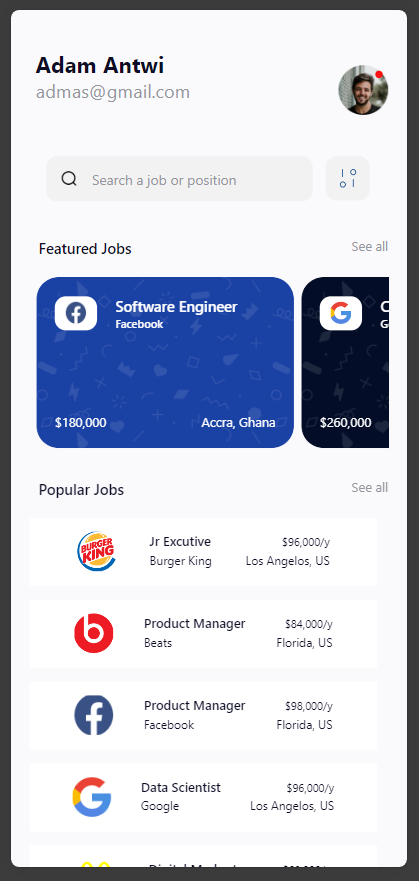 Adam Antwi
admas@gmail.com
Search a job or position
Featured Jobs
See all
Software Engineer
Facebook
$180,000
Accra, Ghana
$260,000
Popular Jobs
See all
BURGER
KING
Jr Excutive
$96,000/y
Burger King
Los Angelos, US
Product Manager
$84,000/y
Beats
Florida, US
Product Manager
$98,000/y
Facebook
Florida, US
Data Scientist
$96,000/y
Google
Los Angelos, US